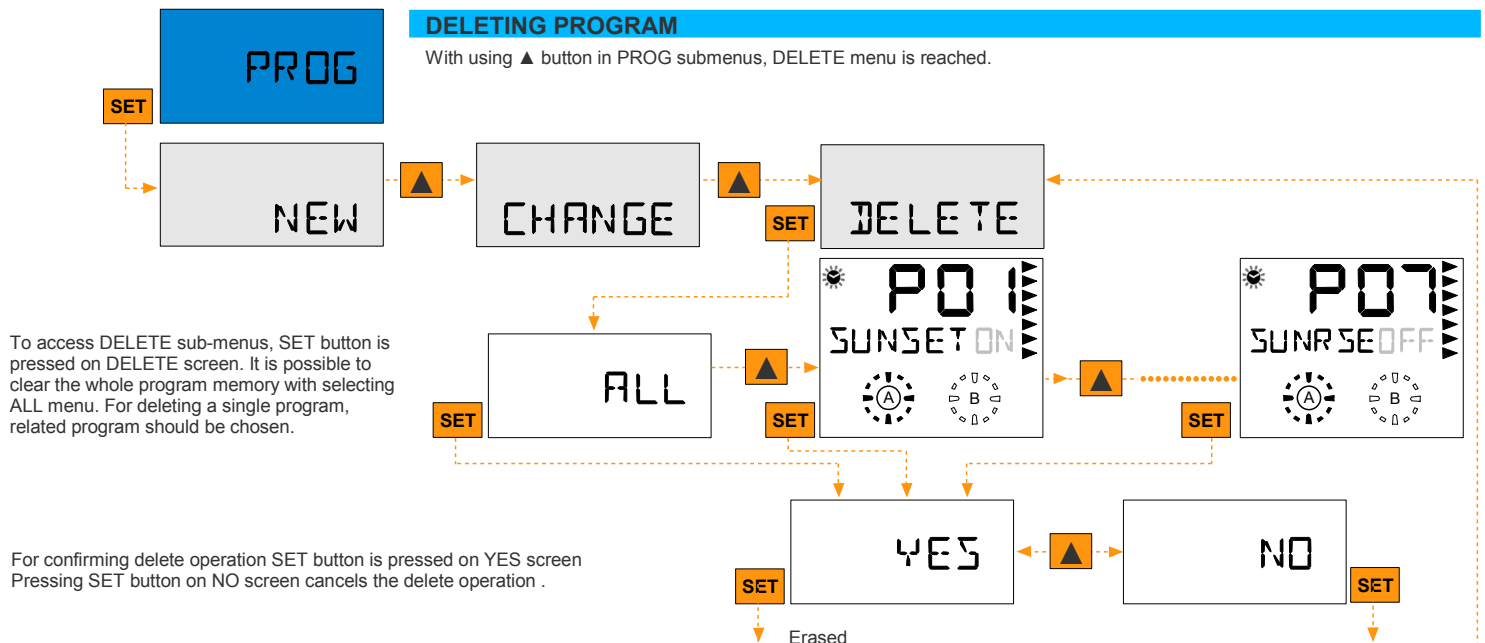 DELETING PROGRAM
PROG
With using ▲ button in PROG submenus, DELETE menu is reached.
SET
NEW
▲
CHANGE
▲
SET
DELETE
P01
SUNSET ON
A
B
P07
SUNRSE OFF
A
B
To access DELETE sub-menus, SET button is
pressed on DELETE screen. It is possible to
clear the whole program memory with selecting
ALL menu. For deleting a single program,
related program should be chosen.
ALL
▲
▲
SET
SET
SET
For confirming delete operation SET button is pressed on YES screen
Pressing SET button on NO screen cancels the delete operation .
YES
▲
NO
SET
SET
Erased